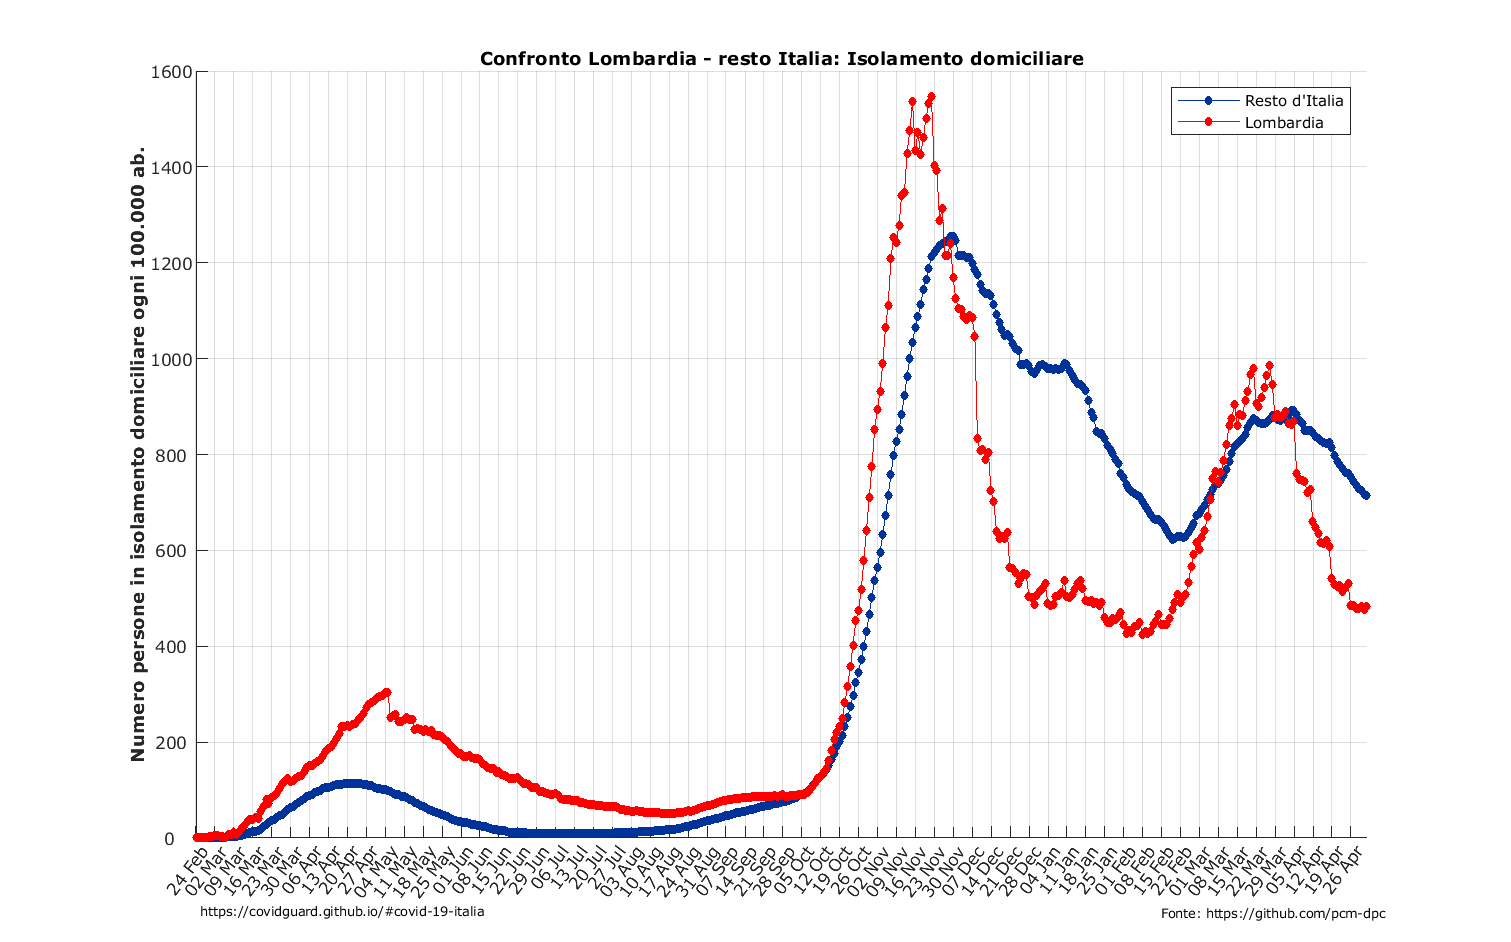 Confronto Lombardia - resto Italia: Isolamento domiciliare
Numero persone in isolamento domiciliare ogni 100.000 ab.
1600
1400
1200
1000
800
600
400
200
0
Resto d'Italia
Lombardia
24 Feb
02 Mar
09 Mar
16 Mar
23 Mar
30 Mar
06 Apr
13 Apr
20 Apr
27 Apr
04 May
11 May
18 May
25 May
01 Jun
08 Jun
15 Jun
22 Jun
29 Jun
06 Jul
13 Jul
20 Jul
27 Jul
03 Aug
10 Aug
17 Aug
24 Aug
31 Aug
07 Sep
14 Sep
21 Sep
28 Sep
05 Oct
12 Oct
19 Oct
26 Oct
02 Nov
09 Nov
16 Nov
23 Nov
30 Nov
07 Dec
14 Dec
21 Dec
28 Dec
04 Jan
11 Jan
18 Jan
25 Jan
01 Feb
08 Feb
15 Feb
22 Feb
01 Mar
08 Mar
15 Mar
22 Mar
29 Mar
05 Apr
12 Apr
19 Apr
26 Apr
https://covidguard.github.io/#covid-19-italia
Fonte: https://github.com/pcm-dpc